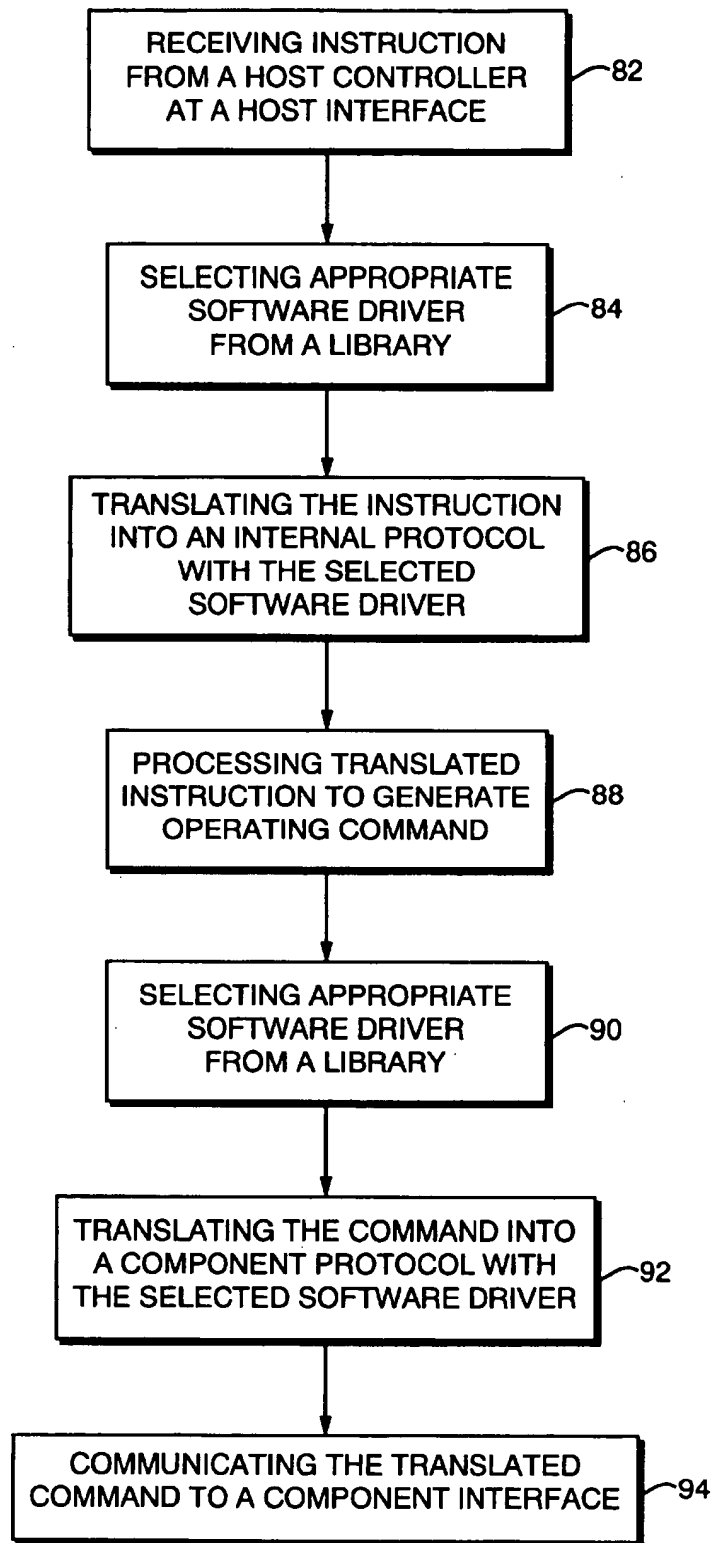 RECEIVING INSTRUCTION
FROM A HOST CONTROLLER
AT A HOST INTERFACE
82
SELECTING APPROPRIATE
SOFTWARE DRIVER
FROM A LIBRARY
84
TRANSLATING THE INSTRUCTION
INTO AN INTERNAL PROTOCOL
WITH THE SELECTED
SOFTWARE DRIVER
86
PROCESSING TRANSLATED
INSTRUCTION TO GENERATE
OPERATING COMMAND
88
SELECTING APPROPRIATE
SOFTWARE DRIVER
FROM A LIBRARY
90
TRANSLATING THE COMMAND INTO
A COMPONENT PROTOCOL WITH
THE SELECTED SOFTWARE DRIVER
92
COMMUNICATING THE TRANSLATED
COMMAND TO A COMPONENT INTERFACE
94